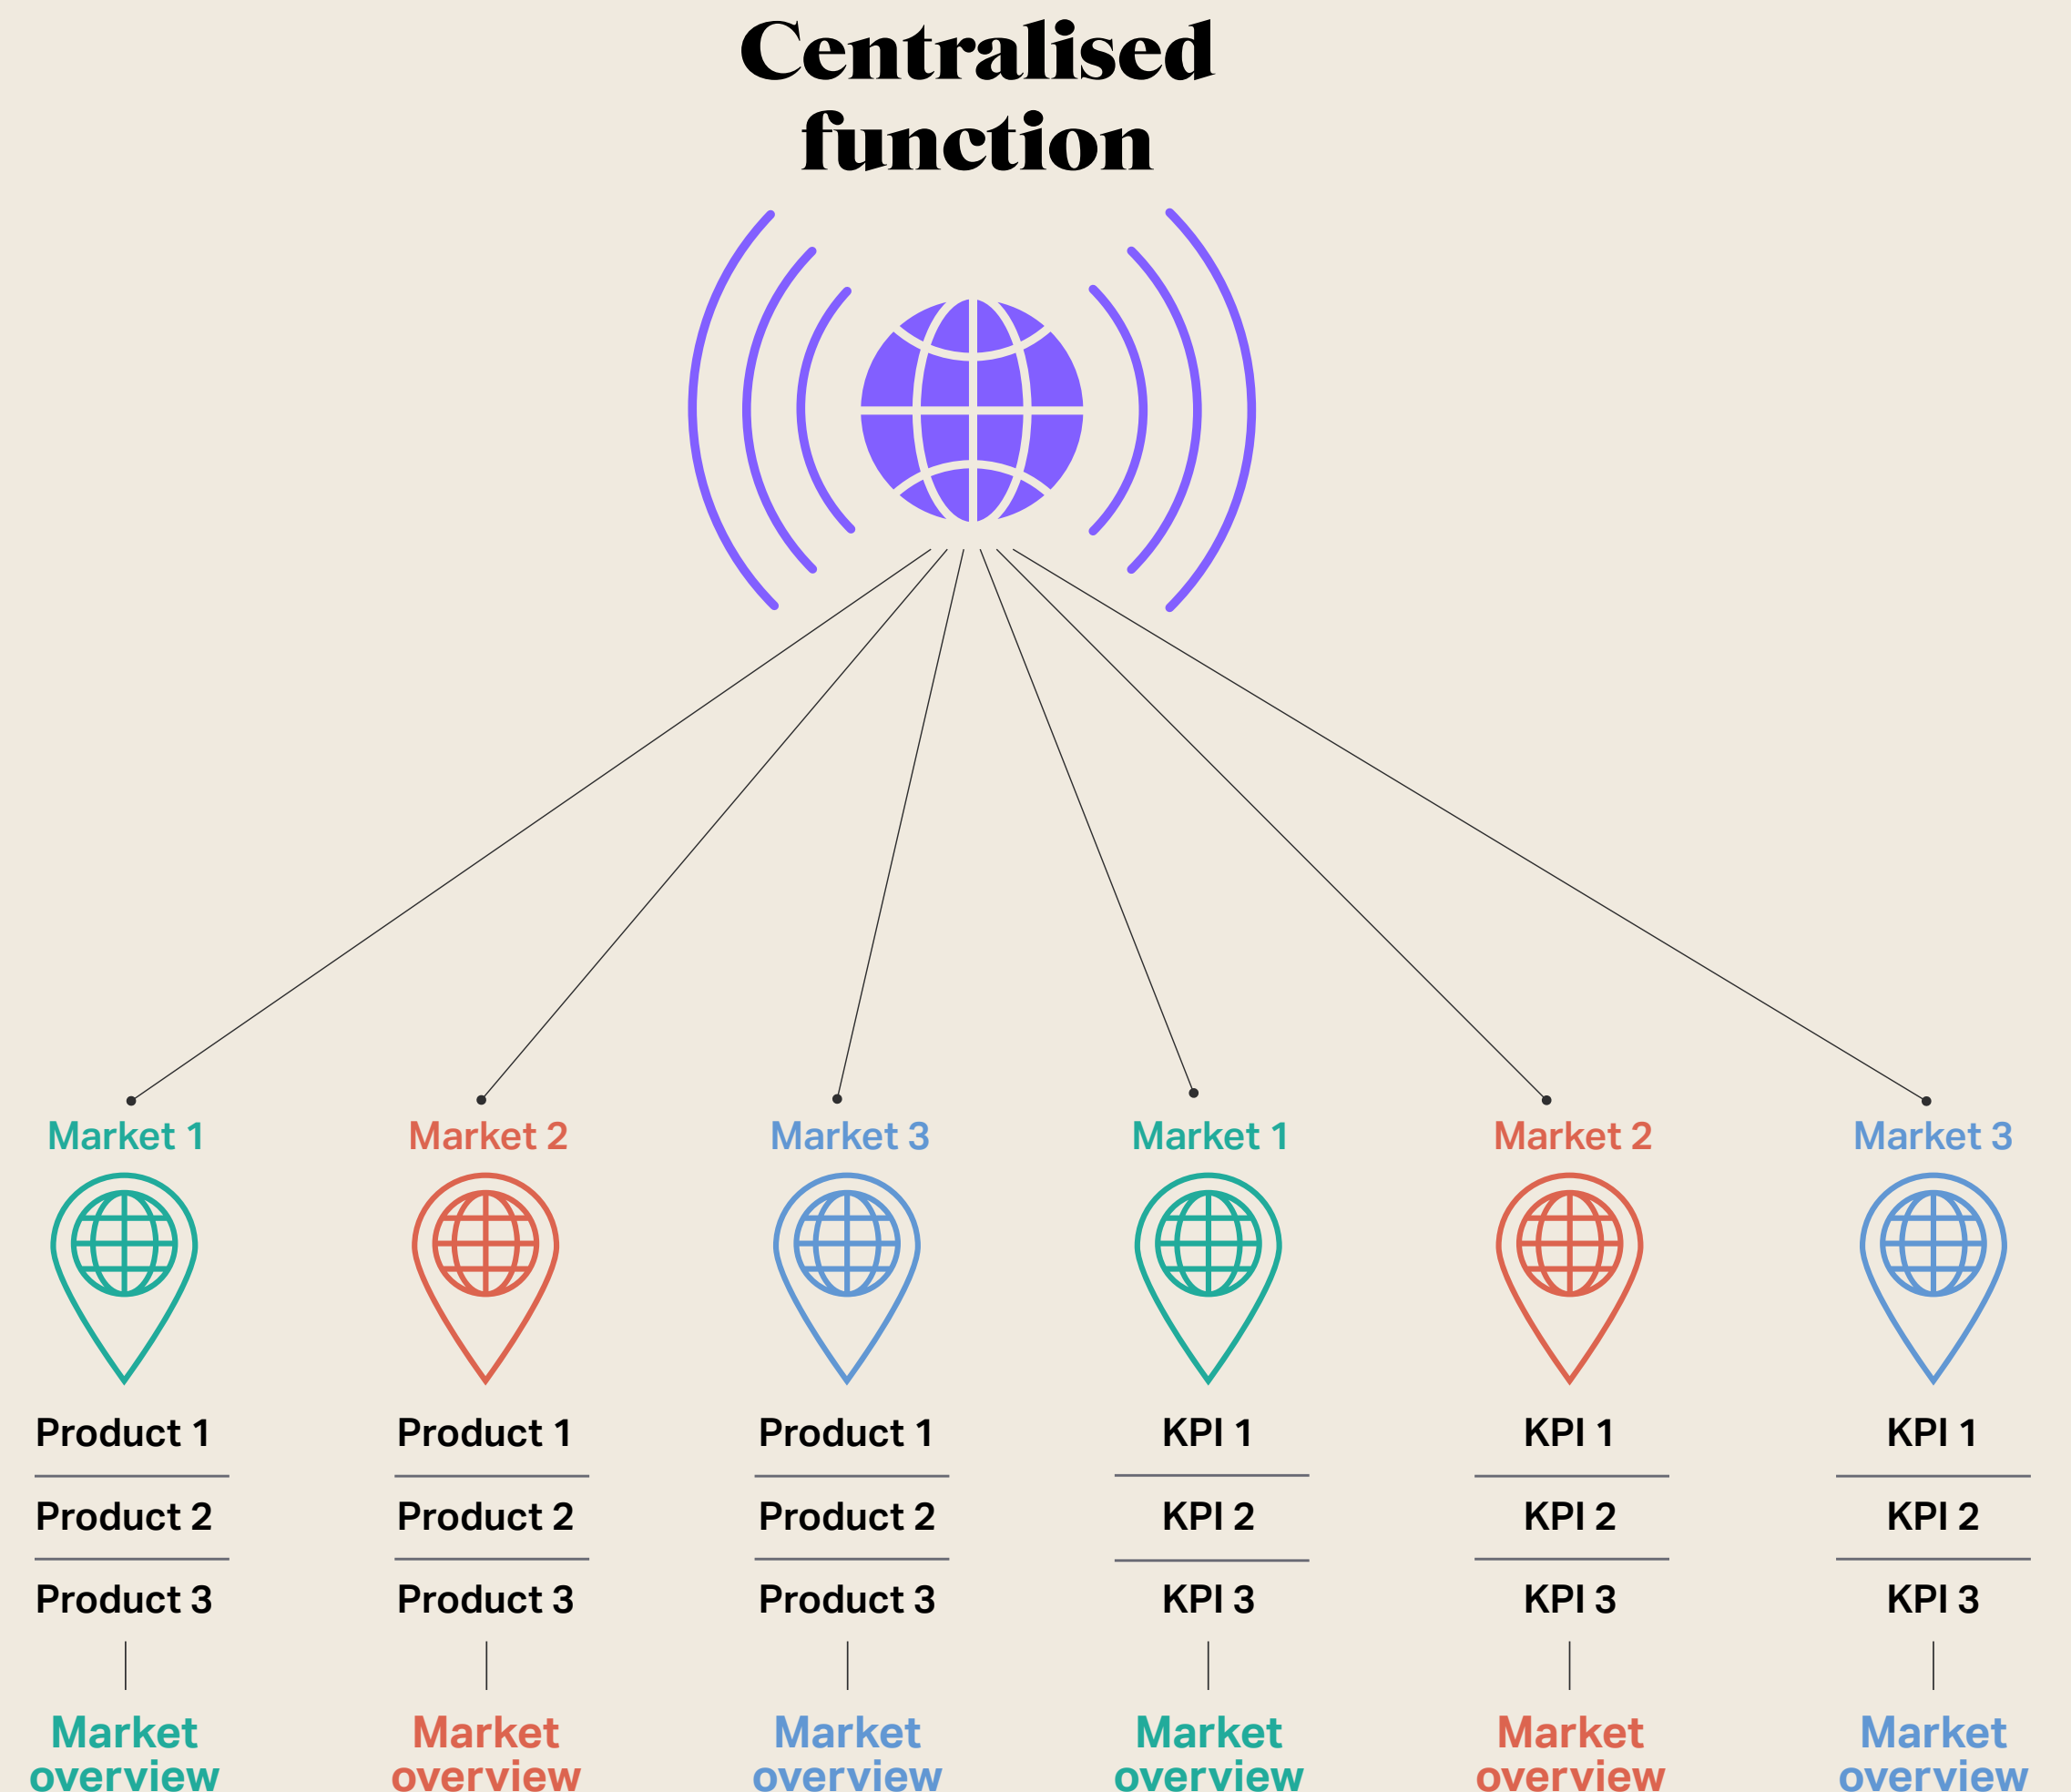 Centralised
function
Market 1
Market 2
Market 3
Market 1
Market 2
Market 3
Product 1
Product 1
Product 1
KPI 1
KPI 1
KPI 1
Product 2
Product 2
Product 2
KPI 2
KPI 2
KPI 2
Product 3
Product 3
Product 3
KPI 3
KPI 3
KPI 3
Market
overview
Market
overview
Market
overview
Market
overview
Market
overview
Market
overview